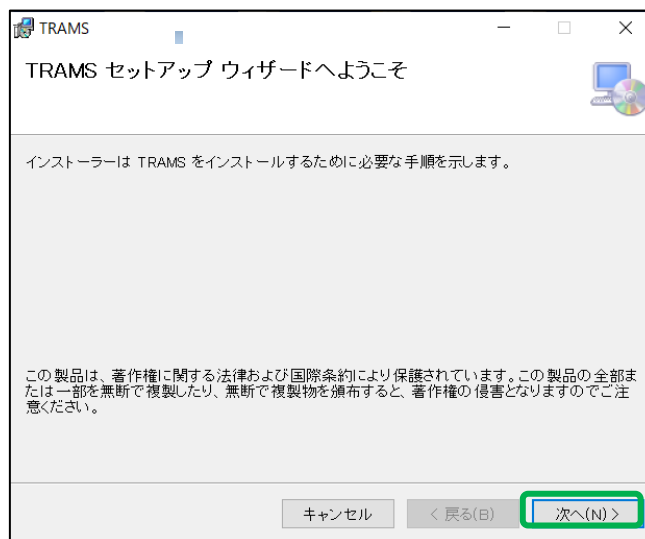 TRAMS
TRAMS セットアップ ウィザードへようこそ
インストーラーは TRAMS をインストールするために必要な手順を示します。
この製品は、著作権に関する法律および国際条約により保護されています。この製品の全部ま
たは一部を無断で複製したり、無断で複製物を頒布すると、著作権の侵害となりますのでご注
意ください。
キャンセル
< 戻る(B)
次へ(N) >